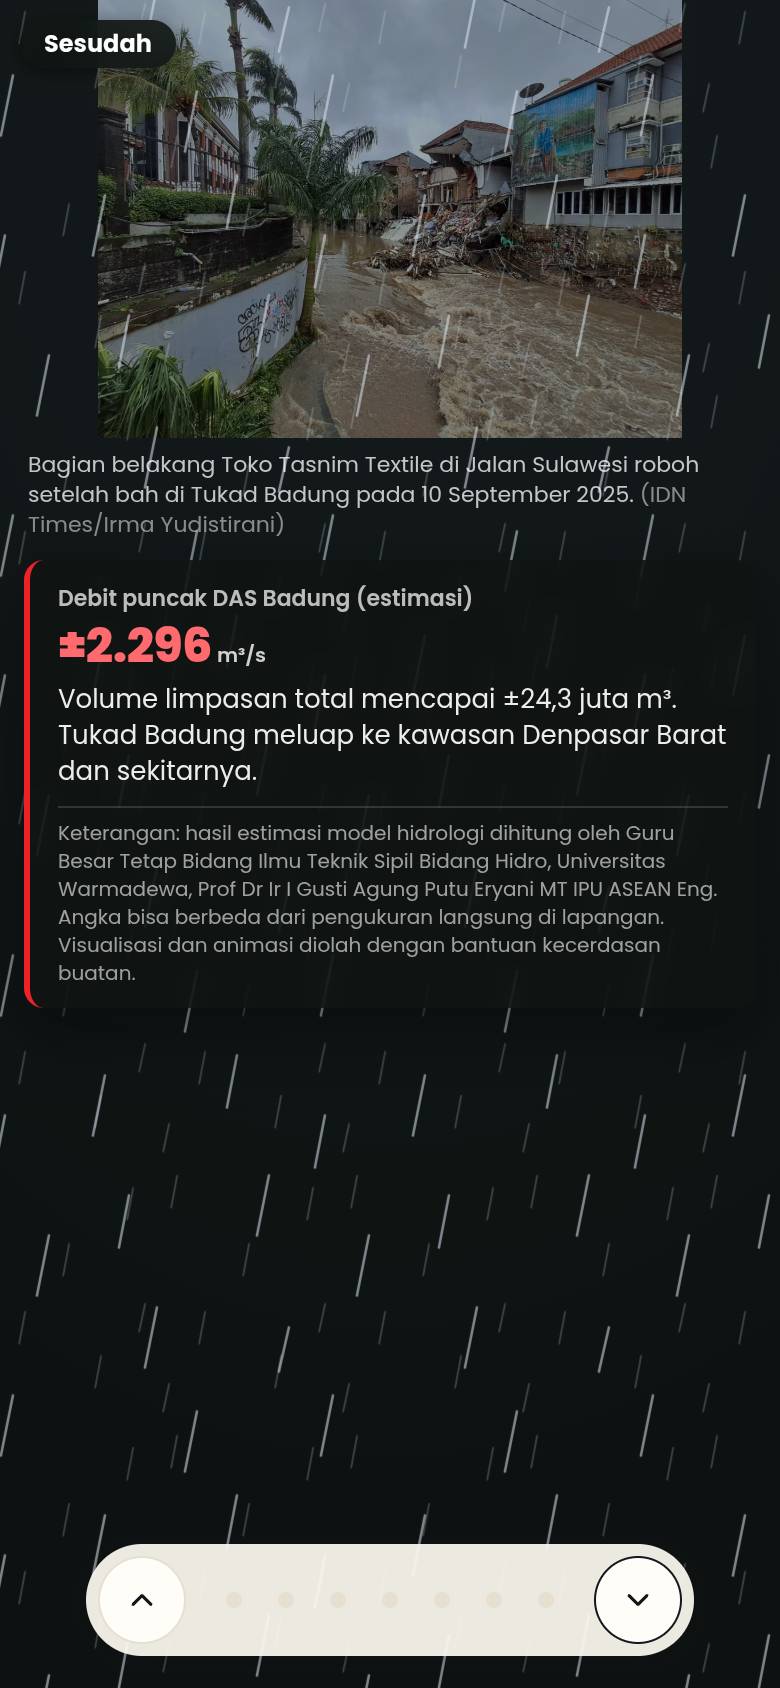 Sesudah
Bagian belakang Toko Tasnim Textile di Jalan Sulawesi roboh
setelah bah di Tukad Badung pada 10 September 2025. (IDN
Times/Irma Yudistirani)
Debit puncak DAS Badung (estimasi)
±2.296 m³/s
Volume limpasan total mencapai ±24,3 juta m³.
Tukad Badung meluap ke kawasan Denpasar Barat
dan sekitarnya.
Keterangan: hasil estimasi model hidrologi dihitung oleh Guru
Besar Tetap Bidang Ilmu Teknik Sipil Bidang Hidro, Universitas
Warmadewa, Prof Dr Ir I Gusti Agung Putu Eryani MT IPU ASEAN Eng.
Angka bisa berbeda dari pengukuran langsung di lapangan.
Visualisasi dan animasi diolah dengan bantuan kecerdasan
buatan.